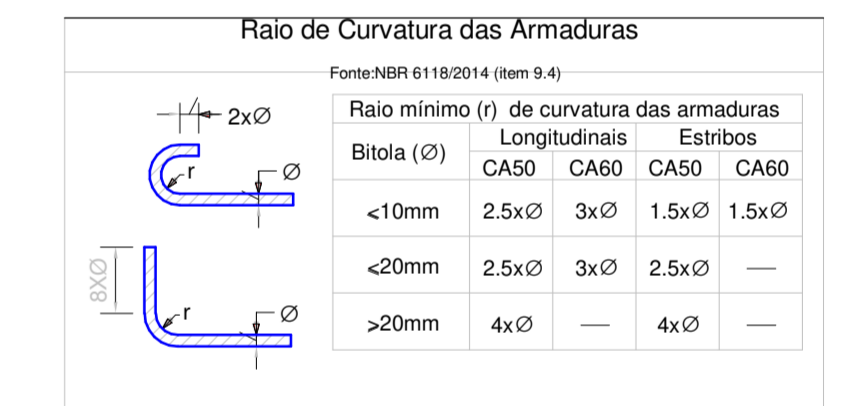 Raio de Curvatura das Armaduras
Fonte:NBR 6118/2014 (item 9.4)
2xØ
r
Ø
8XØ
r
Ø
Raio mínimo (r) de curvatura das armaduras
Bitola (Ø)
Longitudinais Estribos
CA50 CA60 CA50 CA60
<10mm 2.5xØ 3xØ 1.5xØ 1.5xØ
≤20mm 2.5xØ 3xØ 2.5xØ —
>20mm 4xØ — 4xØ —